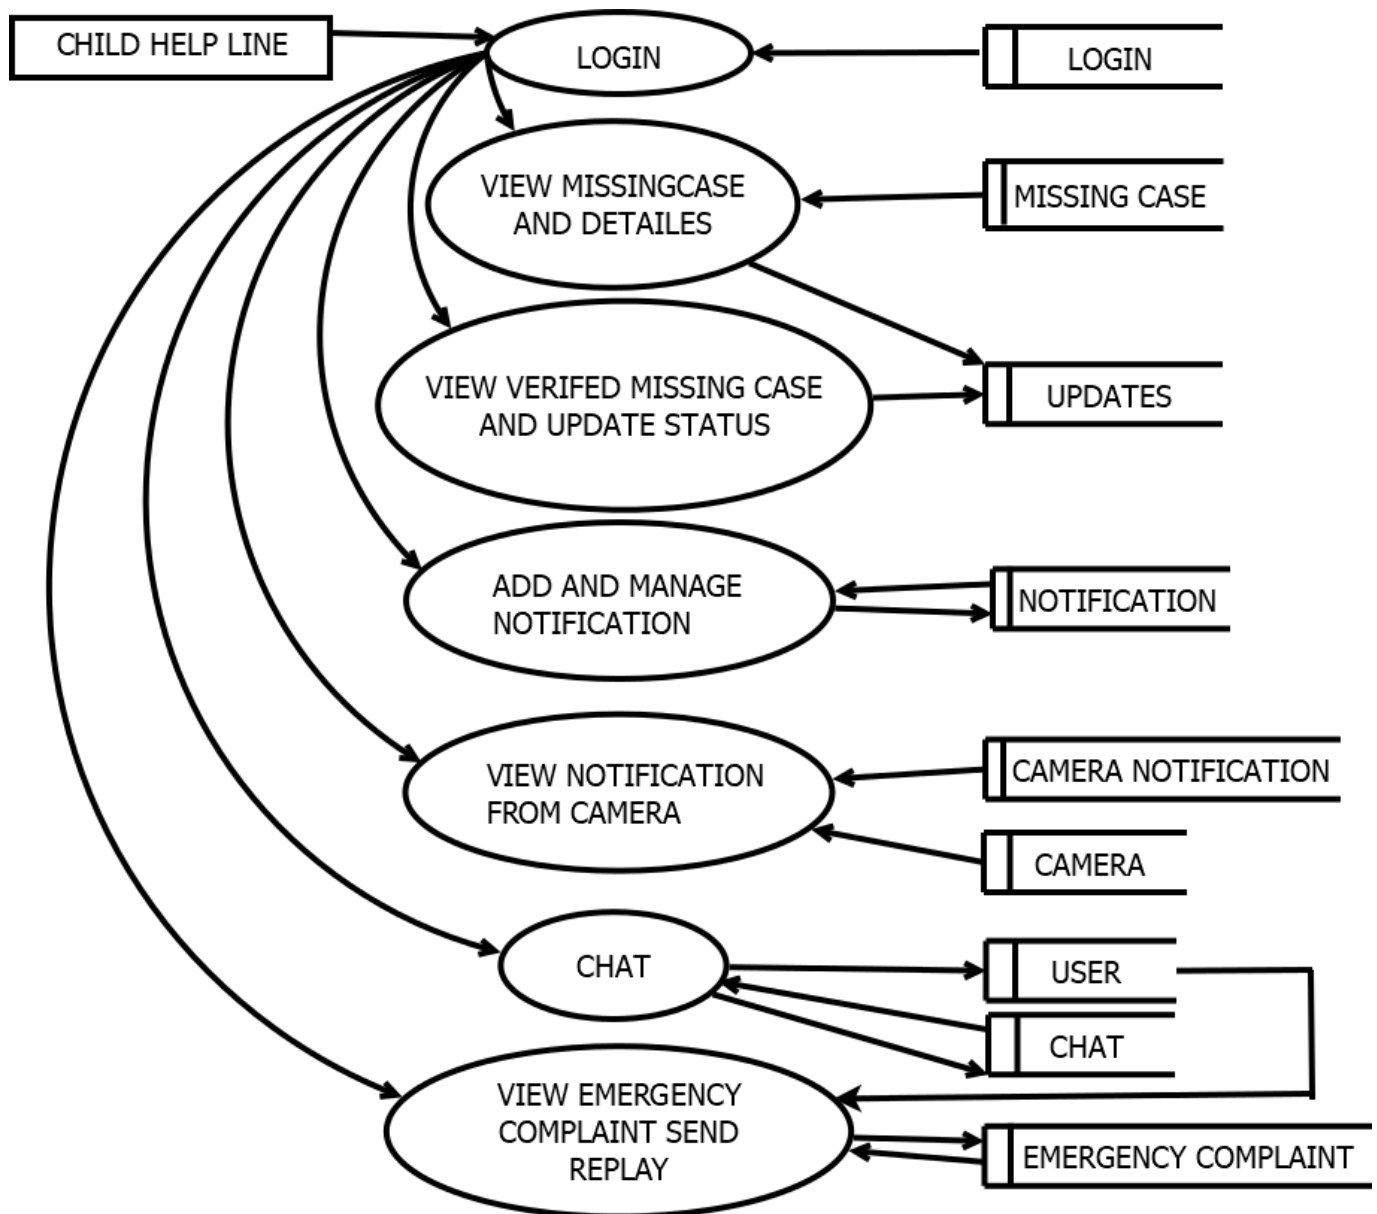 CHILD HELP LINE
LOGIN
LOGIN
VIEW MISSINGCASE
AND DETAILES
MISSING CASE
VIEW VERIFED MISSING CASE
AND UPDATE STATUS
UPDATES
ADD AND MANAGE
NOTIFICATION
NOTIFICATION
VIEW NOTIFICATION
FROM CAMERA
CAMERA NOTIFICATION
CAMERA
CHAT
USER
CHAT
VIEW EMERGENCY
COMPLAINT SEND
REPLAY
EMERGENCY COMPLAINT